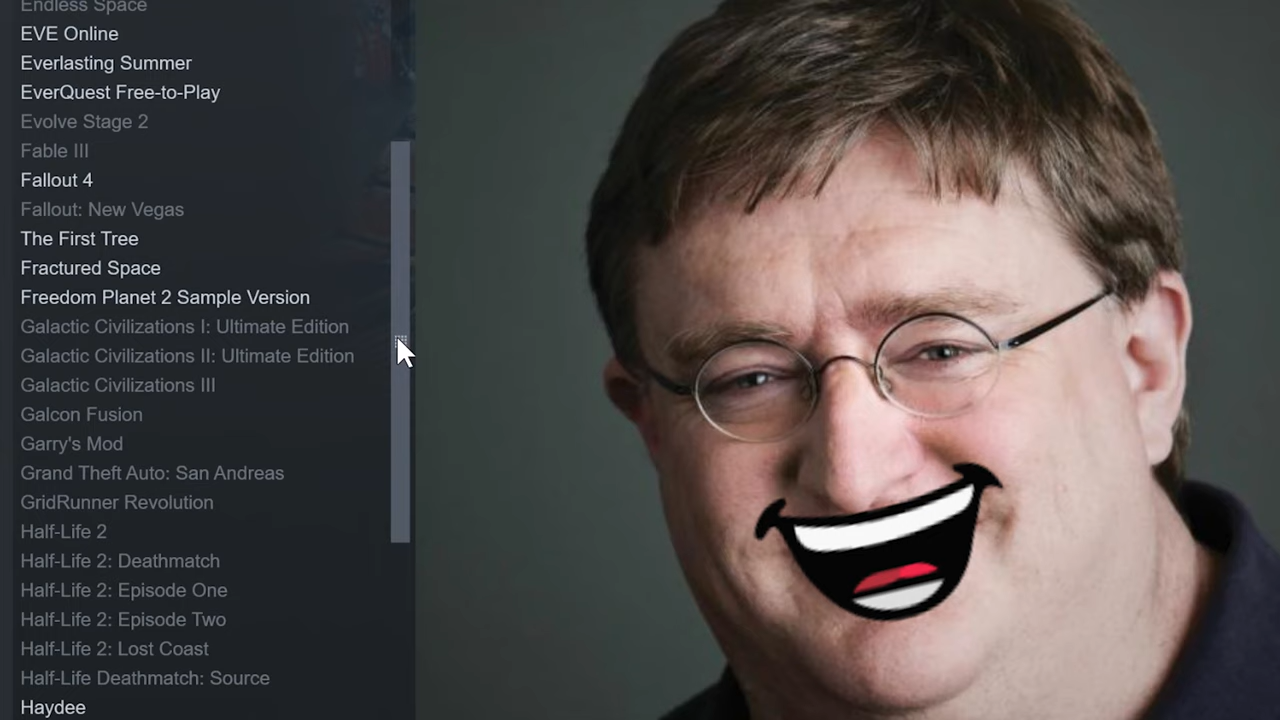 Endless Space
EVE Online
Everlasting Summer
EverQuest Free-to-Play
Evolve Stage 2
Fable III
Fallout 4
Fallout: New Vegas
The First Tree
Fractured Space
Freedom Planet 2 Sample Version
Galactic Civilizations I: Ultimate Edition
Galactic Civilizations II: Ultimate Edition
Galactic Civilizations III
Galcon Fusion
Garry's Mod
Grand Theft Auto: San Andreas
GridRunner Revolution
Half-Life 2
Half-Life 2: Deathmatch
Half-Life 2: Episode One
Half-Life 2: Episode Two
Half-Life 2: Lost Coast
Half-Life Deathmatch: Source
Haydee